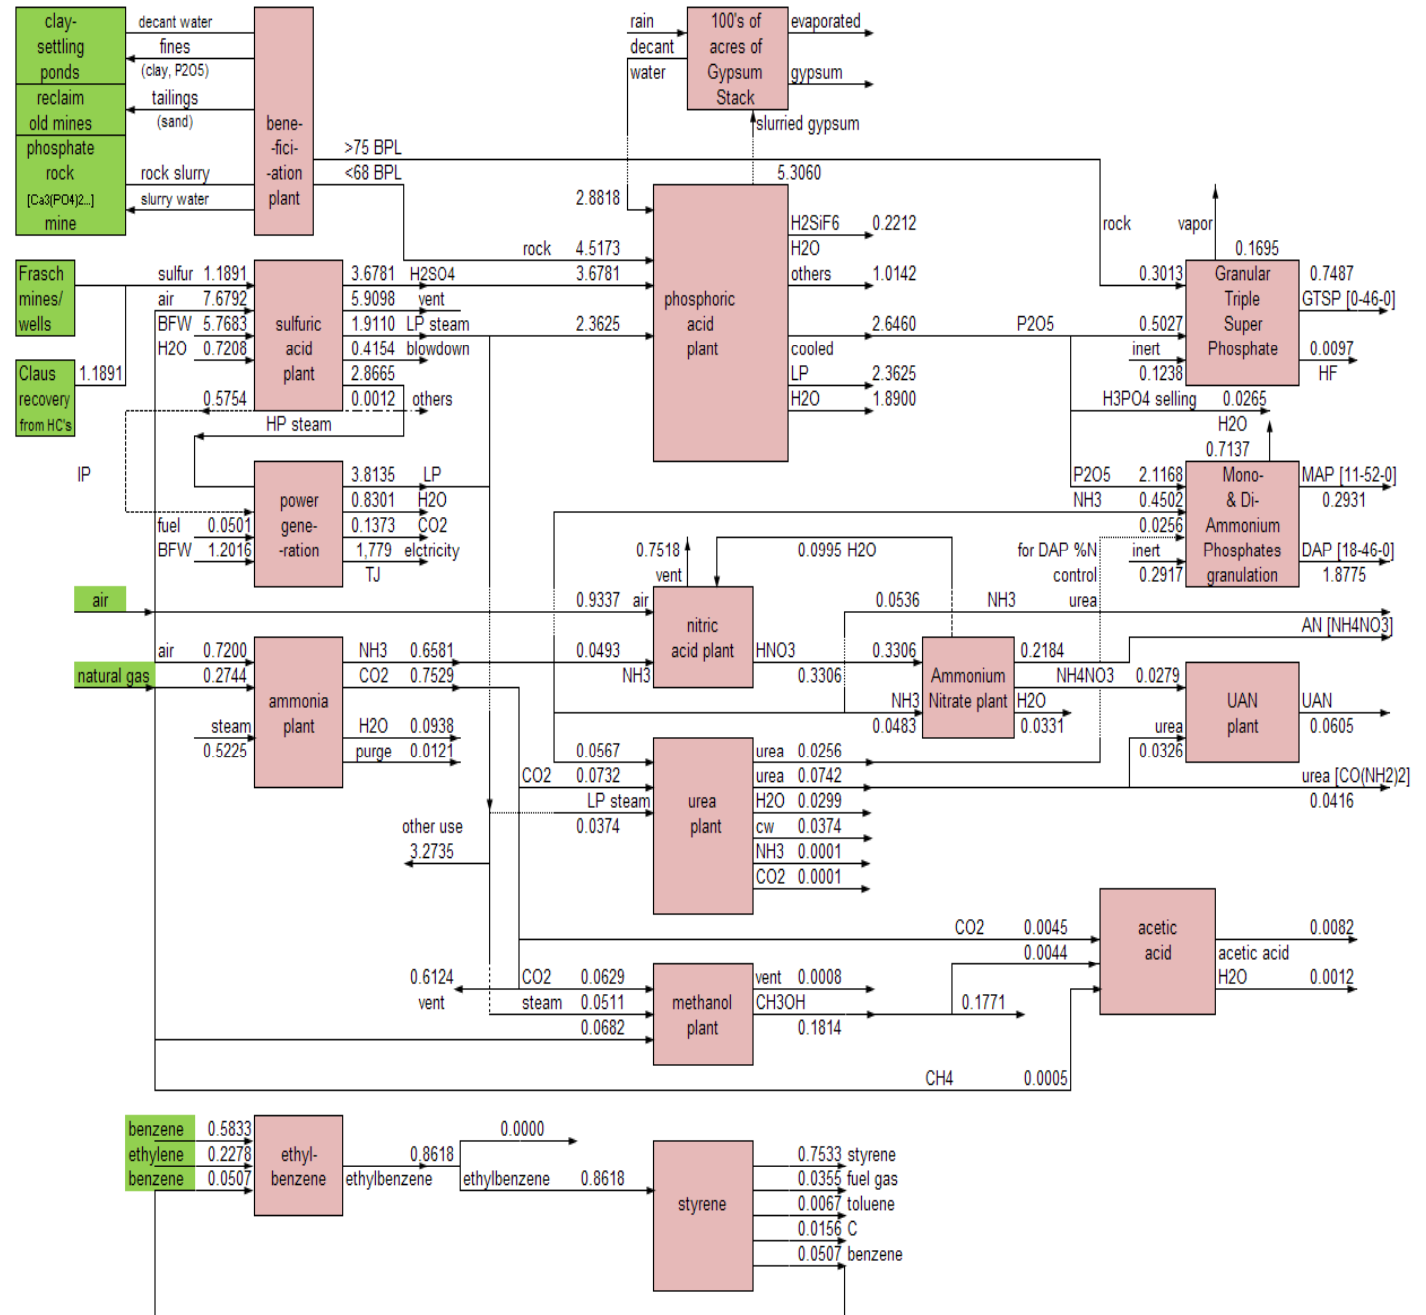 clay-
settling
ponds
reclaim
old mines
phosphate
rock
[Ca3(PO4)2...]
mine
decant water
fines
(clay, P2O5)
tailings
(sand)
rock slurry
slurry water
bene-
-fici-
-ation
plant
>75 BPL
<68 BPL
rain
decant
water
100's of
acres of
Gypsum
Stack
evaporated
gypsum
slurried gypsum
5.3060
2.8818
rock 4.5173
3.6781
2.3625
phosphoric
acid
plant
H2SiF6 0.2212
H2O
others 1.0142
2.6460
cooled
LP 2.3625
H2O 1.8900
P2O5
rock
vapor
0.1695
0.3013
0.5027
inert
0.1238
Granular
Triple
Super
Phosphate
0.7487
GTSP [0-46-0]
0.0097
HF
H3PO4 selling 0.0265
H2O
0.7137
Frasch
mines/
wells
Claus
recovery
from HC's
1.1891
sulfur 1.1891
air 7.6792
BFW 5.7683
H2O 0.7208
0.5754
sulfuric
acid
plant
3.6781 H2SO4
5.9098 vent
1.9110 LP steam
0.4154 blowdown
2.8665
0.0012 others
HP steam
IP
fuel 0.0501
BFW 1.2016
power
gene-
-ration
3.8135 LP
0.8301 H2O
0.1373 CO2
1,779 elctricity
TJ
P2O5 2.1168
NH3 0.4502
0.0256
for DAP %N
control
inert
0.2917
Mono-
& Di-
Ammonium
Phosphates
granulation
MAP [11-52-0]
0.2931
DAP [18-46-0]
1.8775
air
natural gas
air 0.7200
0.2744
steam
0.5225
ammonia
plant
NH3 0.6581
CO2 0.7529
H2O 0.0938
purge 0.0121
0.7518
vent
0.0995 H2O
0.9337 air
0.0493
NH3
nitric
acid plant
HNO3 0.3306
0.3306
0.0536 NH3 urea
NH3
0.0483
Ammonium
Nitrate plant
0.2184
AN [NH4NO3]
NH4NO3 0.0279
H2O
0.0331
urea
0.0326
UAN
plant
UAN
0.0605
urea [CO(NH2)2]
0.0416
0.0567
CO2 0.0732
LP steam
0.0374
urea
plant
urea 0.0256
urea 0.0742
H2O 0.0299
cw 0.0374
NH3 0.0001
CO2 0.0001
other use
3.2735
0.6124
vent
CO2 0.0629
steam 0.0511
0.0682
methanol
plant
vent 0.0008
CH3OH
0.1814
0.1771
CO2 0.0045
0.0044
CH4 0.0005
acetic
acid
0.0082
acetic acid
H2O 0.0012
benzene 0.5833
ethylene 0.2278
benzene 0.0507
ethyl-
benzene
0.8618
ethylbenzene
0.0000
ethylbenzene 0.8618
styrene
0.7533 styrene
0.0355 fuel gas
0.0067 toluene
0.0156 C
0.0507 benzene